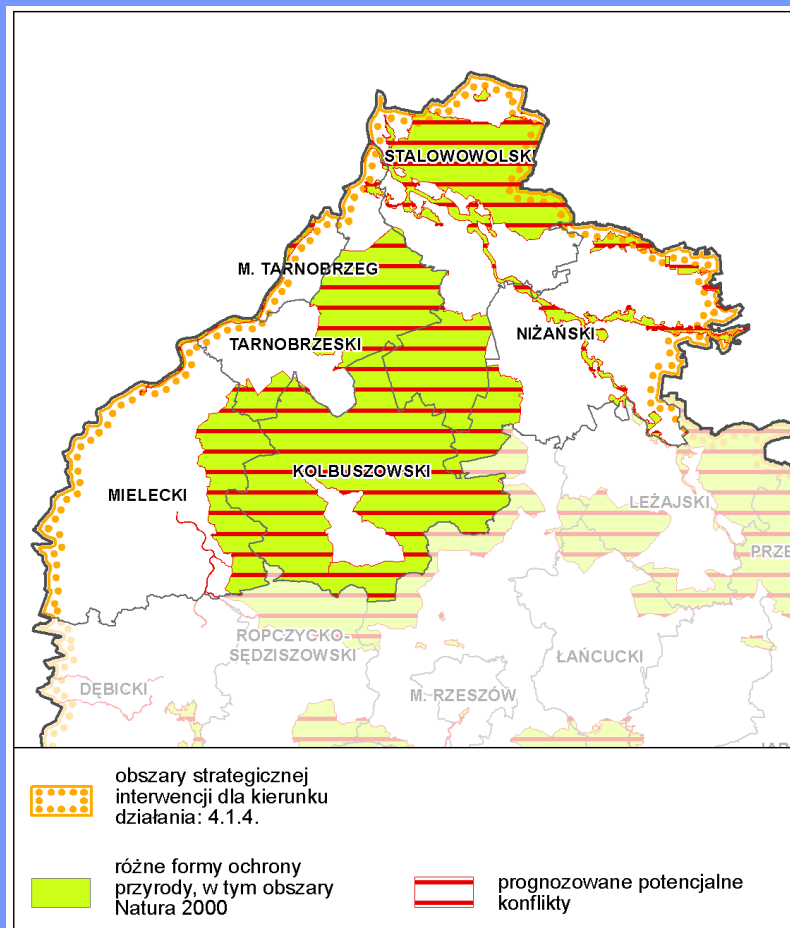 STALOWOWOLSKI
M. TARNOBRZEG
TARNOBRZESKI
NIŻAŃSKI
KOLBUSZOWSKI
MIELECKI
LEŻAJSKI
PRZE
ROPCZYCKO-
SĘDZISZOWSKI
ŁAŃCUCKI
DĘBICKI
M. RZESZÓW
obszary strategicznej
interwencji dla kierunku
działania: 4.1.4.
różne formy ochrony
przyrody, w tym obszary
Natura 2000
prognozowane potencjalne
konflikty